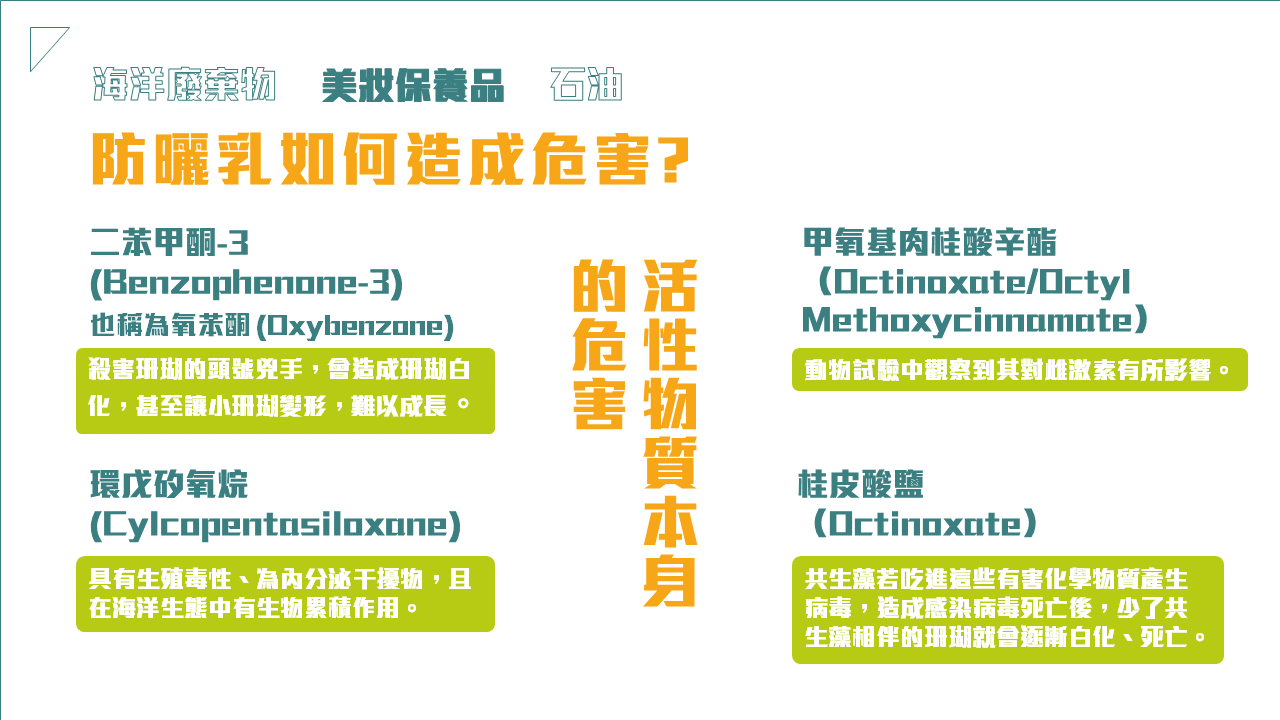 海洋廢棄物 美妝保養品 石油
防曬乳如何造成危害?
二苯甲酮-3
(Benzophenone-3)
也稱為氧苯酮 (Oxybenzone)
殺害珊瑚的頭號兇手，會造成珊瑚白
化，甚至讓小珊瑚變形，難以成長。
環戊矽氧烷
(Cylcopentasiloxane)
具有生殖毒性、為內分泌干擾物，且
在海洋生態中有生物累積作用。
活性物質本身
的危害
甲氧基肉桂酸辛酯
（Octinoxate/Octyl
Methoxycinnamate）
動物試驗中觀察到其對雌激素有所影響。
桂皮酸鹽
（Octinoxate）
共生藻若吃進這些有害化學物質產生
病毒，造成感染病毒死亡後，少了共
生藻相伴的珊瑚就會逐漸白化、死亡。